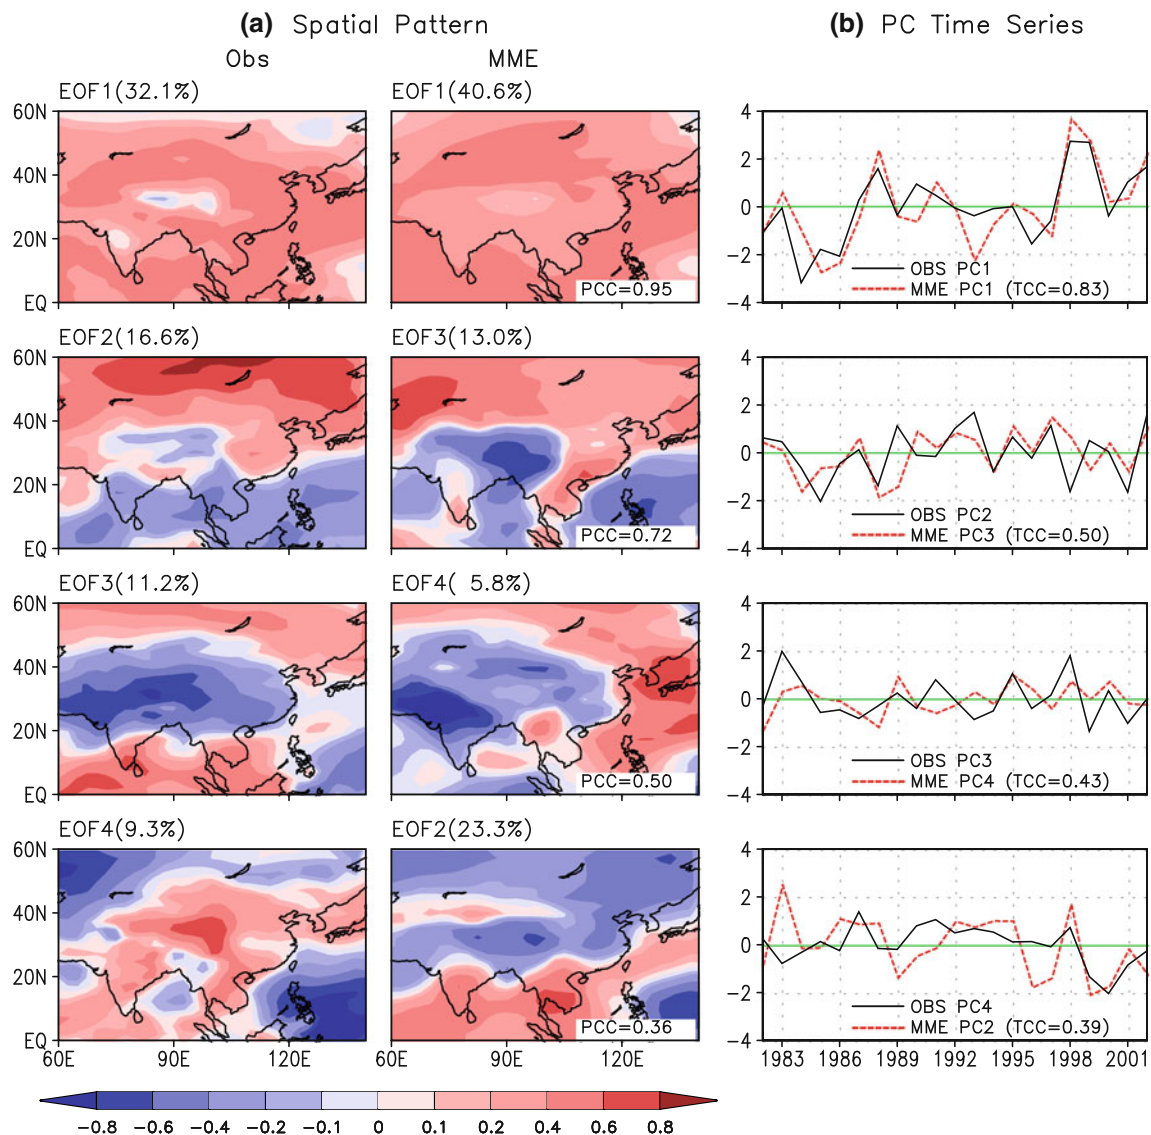 (a) Spatial Pattern
(b) PC Time Series
Obs
MME
EOF1(32.1%)
EOF1(40.6%)
60N
40N
20N
EQ
PCC=0.95
4
2
0
-2
-4
OBS PC1
MME PC1 (TCC=0.83)
EOF2(16.6%)
EOF3(13.0%)
60N
40N
20N
EQ
PCC=0.72
4
2
0
-2
-4
OBS PC2
MME PC3 (TCC=0.50)
EOF3(11.2%)
EOF4( 5.8%)
60N
40N
20N
EQ
PCC=0.50
4
2
0
-2
-4
OBS PC3
MME PC4 (TCC=0.43)
EOF4(9.3%)
EOF2(23.3%)
60N
40N
20N
EQ
PCC=0.36
4
2
0
-2
-4
OBS PC4
MME PC2 (TCC=0.39)
60E 90E 120E
60E 90E 120E
1983 1986 1989 1992 1995 1998 2001
-0.8 -0.6 -0.4 -0.2 -0.1 0 0.1 0.2 0.4 0.6 0.8